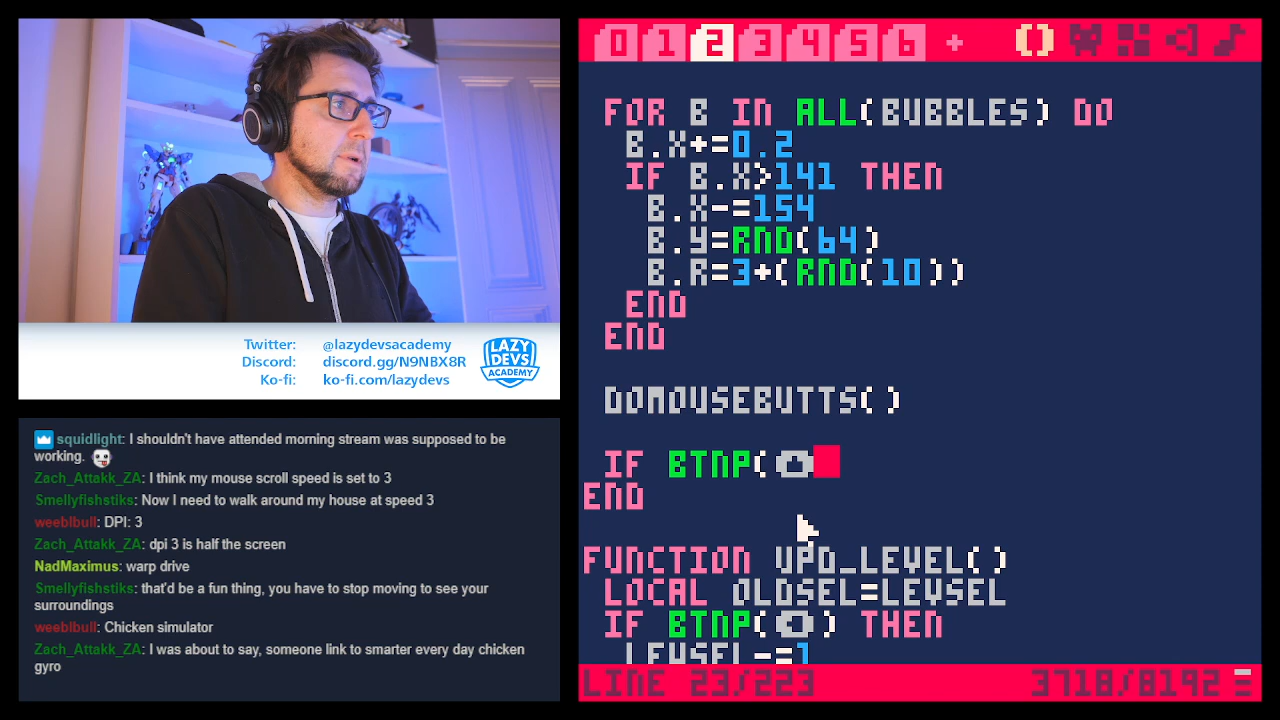 Twitter: @lazydevsacademy
Discord: discord.gg/N9NBX8R
Ko-fi: ko-fi.com/lazydevs
LAZY
DEVS
ACADEMY
squidlight: I shouldn't have attended morning stream was supposed to be
working.
Zach_Attakk_ZA: I think my mouse scroll speed is set to 3
Smellyfishstiks: Now I need to walk around my house at speed 3
weeblbull: DPI: 3
Zach_Attakk_ZA: dpi 3 is half the screen
NadMaximus: warp drive
Smellyfishstiks: that'd be a fun thing, you have to stop moving to see your
surroundings
weeblbull: Chicken simulator
Zach_Attakk_ZA: I was about to say, someone link to smarter every day chicken
gyro
0 1 2 3 4 5 6 +
FOR B IN ALL(BUBBLES) DO
B.X+=0.2
IF B.X>141 THEN
B.X-=154
B.Y=RND(64)
B.R=3+(RND(10))
END
END
DOMOUSEBUTTS()
IF BTNP(⬆️
END
FUNCTION UPD_LEVEL()
LOCAL OLDSEL=LEVSEL
IF BTNP(⬅️) THEN
LEVSEL-=1
LINE 23/223 3718/8192